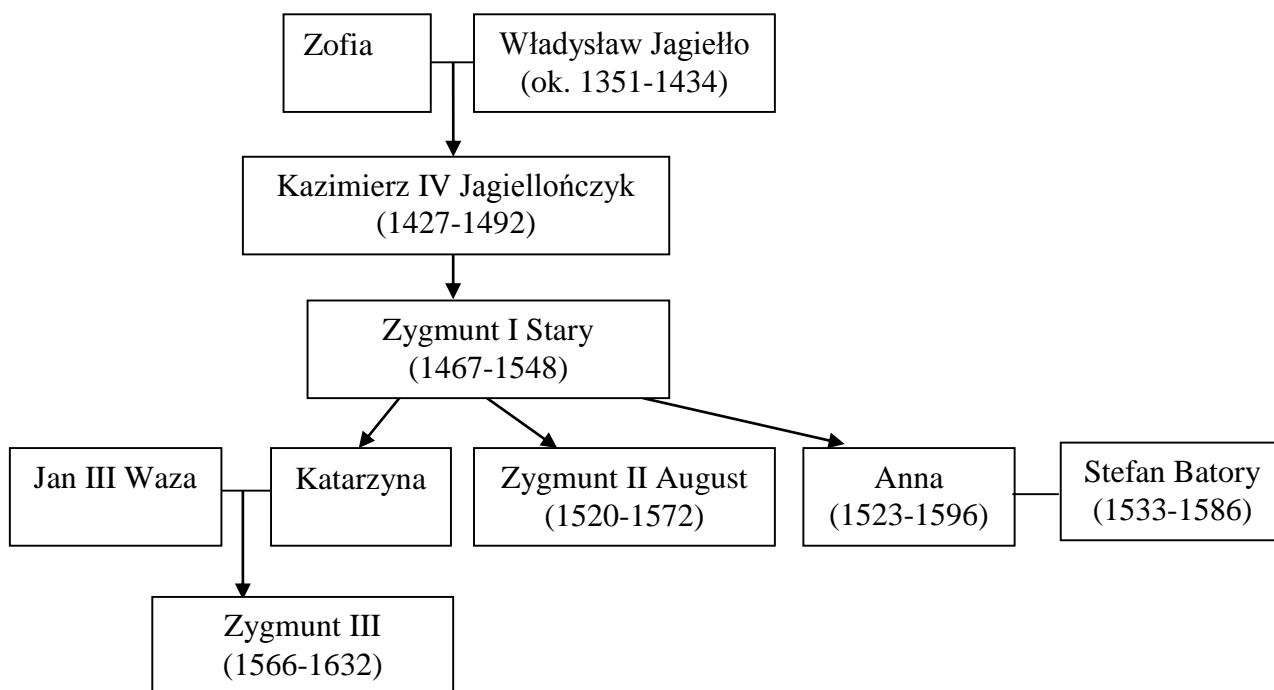 Zofia
Władysław Jagiełło
(ok. 1351-1434)
Kazimierz IV Jagiellończyk
(1427-1492)
Zygmunt I Stary
(1467-1548)
Jan III Waza
Katarzyna
Zygmunt II August
(1520-1572)
Anna
(1523-1596)
Stefan Batory
(1533-1586)
Zygmunt III
(1566-1632)